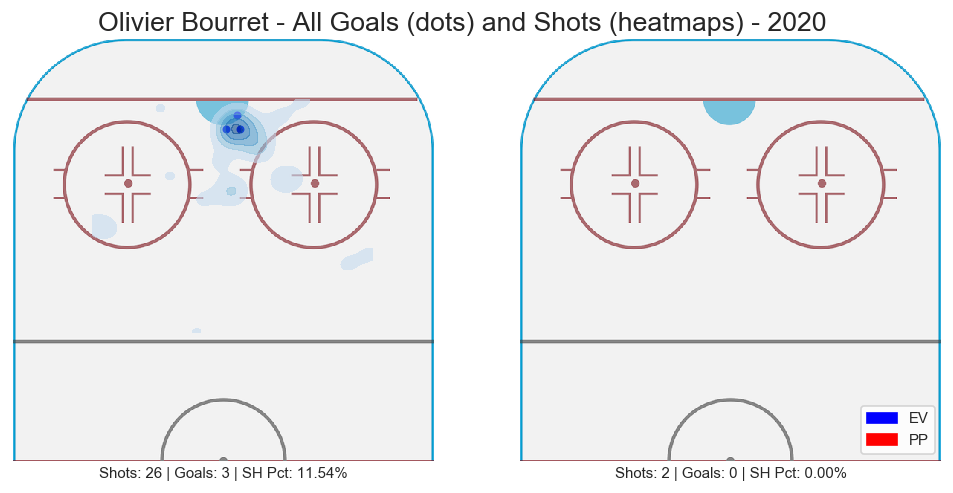 Olivier Bourret - All Goals (dots) and Shots (heatmaps) - 2020
EV
PP
Shots: 26 | Goals: 3 | SH Pct: 11.54%
Shots: 2 | Goals: 0 | SH Pct: 0.00%